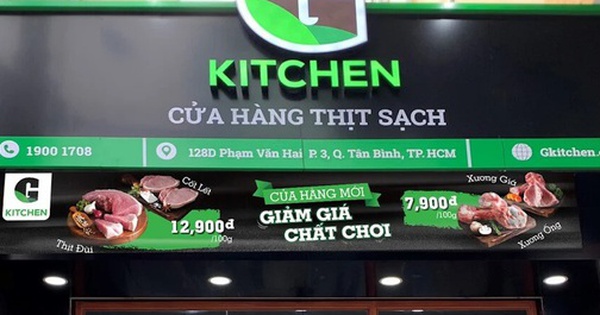 KITCHEN
CỬA HÀNG THỊT SẠCH
1900 1708
128D Phạm Văn Hai P. 3, Q. Tân Bình, TP. HCM
Gkitchen.
G
KITCHEN
Cốt Lết
Thịt Đùi
12,900đ
/100g
CỬA HÀNG MỚI
GIẢM GIÁ
CHẤT CHƠI
7,900đ
/100g
Xương Giá
Xương Ống